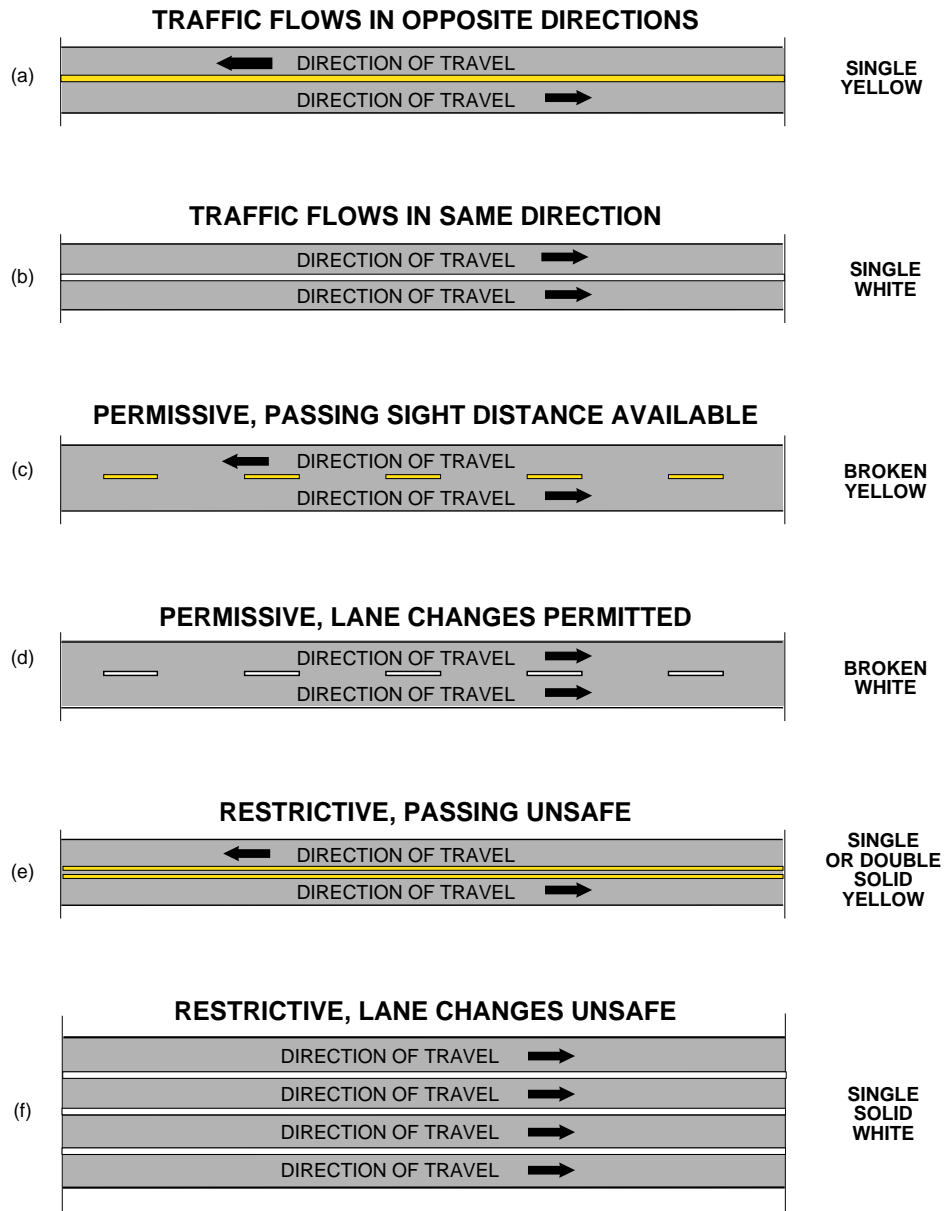 TRAFFIC FLOWS IN OPPOSITE DIRECTIONS
(a)
DIRECTION OF TRAVEL
DIRECTION OF TRAVEL
SINGLE
YELLOW
TRAFFIC FLOWS IN SAME DIRECTION
(b)
DIRECTION OF TRAVEL
DIRECTION OF TRAVEL
SINGLE
WHITE
PERMISSIVE, PASSING SIGHT DISTANCE AVAILABLE
(c)
DIRECTION OF TRAVEL
DIRECTION OF TRAVEL
BROKEN
YELLOW
PERMISSIVE, LANE CHANGES PERMITTED
(d)
DIRECTION OF TRAVEL
DIRECTION OF TRAVEL
BROKEN
WHITE
RESTRICTIVE, PASSING UNSAFE
(e)
DIRECTION OF TRAVEL
DIRECTION OF TRAVEL
SINGLE
OR DOUBLE
SOLID
YELLOW
RESTRICTIVE, LANE CHANGES UNSAFE
(f)
DIRECTION OF TRAVEL
DIRECTION OF TRAVEL
DIRECTION OF TRAVEL
DIRECTION OF TRAVEL
SINGLE
SOLID
WHITE